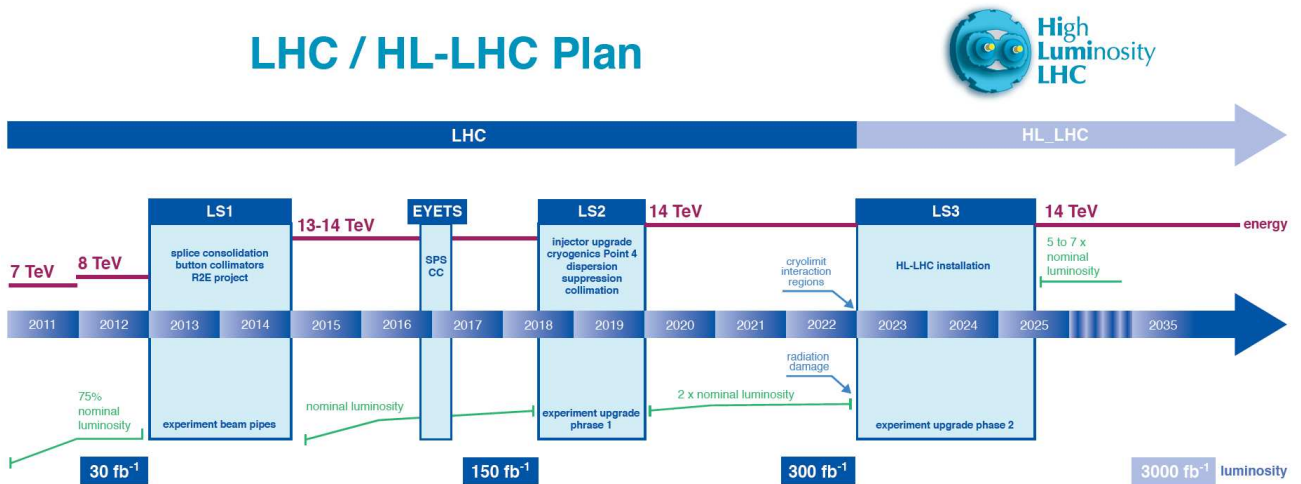 LHC / HL-LHC Plan
High
Luminosity
LHC
LHC
HL_LHC
LS1
EYETS
LS2
LS3
7 TeV
8 TeV
13-14 TeV
14 TeV
14 TeV
energy
splice consolidation
button collimators
R2E project
SPS
CC
injector upgrade
cryogenics Point 4
dispersion
suppression
collimation
cryolimit
interaction
regions
HL-LHC installation
5 to 7 x
nominal
luminosity
2011
2012
2013
2014
2015
2016
2017
2018
2019
2020
2021
2022
2023
2024
2025
2035
75%
nominal
luminosity
experiment beam pipes
nominal luminosity
experiment upgrade
phrase 1
2 x nominal luminosity
radiation
damage
experiment upgrade phase 2
30 fb⁻¹
150 fb⁻¹
300 fb⁻¹
3000 fb⁻¹
luminosity